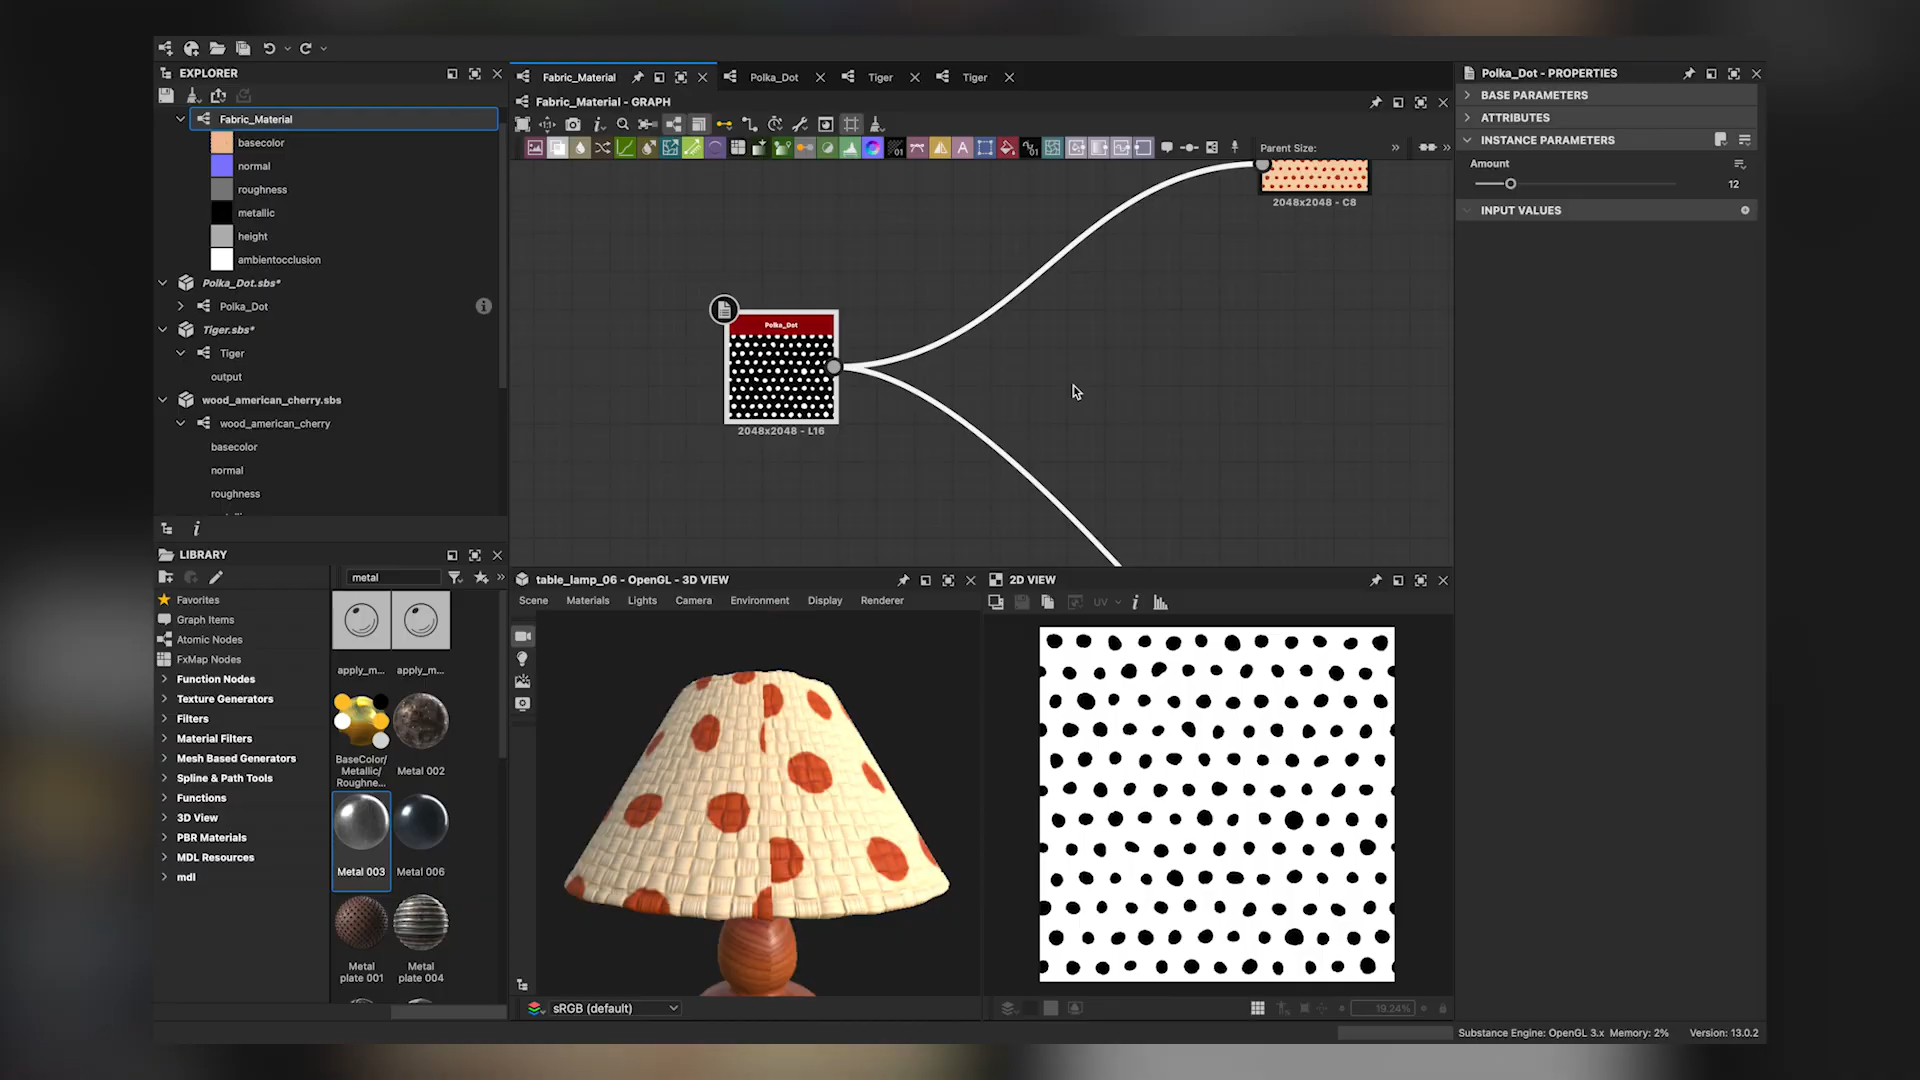 EXPLORER
Fabric_Material
basecolor
normal
roughness
metallic
height
ambientocclusion
Polka_Dot.sbs*
Polka_Dot
Tiger.sbs*
Tiger
output
wood_american_cherry.sbs
wood_american_cherry
basecolor
normal
roughness
LIBRARY
metal
Favorites
Graph Items
Atomic Nodes
FxMap Nodes
Function Nodes
Texture Generators
Filters
Material Filters
Mesh Based Generators
Spline & Path Tools
Functions
3D View
PBR Materials
MDL Resources
mdl
apply_m...
apply_m...
BaseColor/
Metallic/
Roughne...
Metal 002
Metal 003
Metal 006
Metal
plate 001
Metal
plate 004
Fabric_Material
Polka_Dot
Tiger
Tiger
Fabric_Material - GRAPH
Parent Size:
2048x2048 - C8
Polka_Dot
2048x2048 - L16
table_lamp_06 - OpenGL - 3D VIEW
Scene
Materials
Lights
Camera
Environment
Display
Renderer
sRGB (default)
2D VIEW
UV
19.24%
Polka_Dot - PROPERTIES
BASE PARAMETERS
ATTRIBUTES
INSTANCE PARAMETERS
Amount
12
INPUT VALUES
Substance Engine: OpenGL 3.x Memory: 2%
Version: 13.0.2